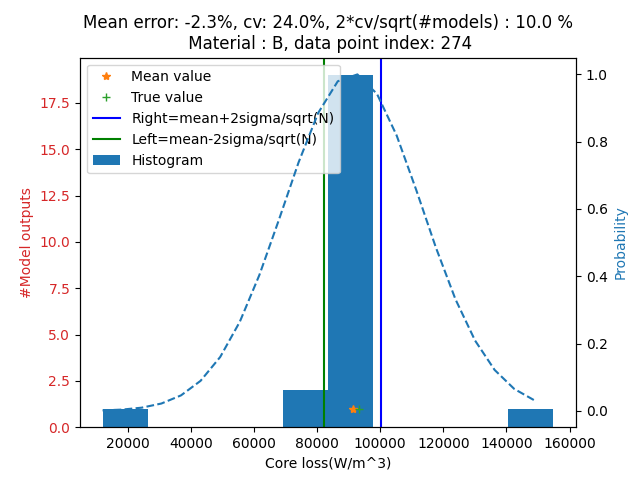 Mean error: -2.3%, cv: 24.0%, 2*cv/sqrt(#models) : 10.0 %
Material : B, data point index: 274
Mean value
True value
Right=mean+2sigma/sqrt(N)
Left=mean-2sigma/sqrt(N)
Histogram
17.5
15.0
12.5
10.0
7.5
5.0
2.5
0.0
#Model outputs
1.0
0.8
0.6
0.4
0.2
0.0
Probability
20000 40000 60000 80000 100000 120000 140000 160000
Core loss(W/m^3)